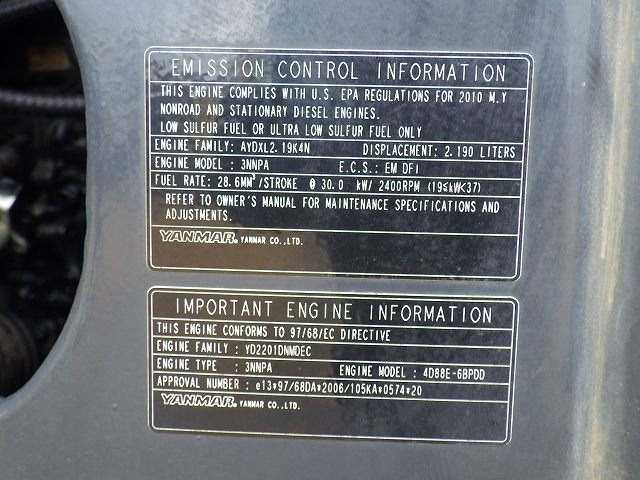 EMISSION CONTROL INFORMATION
THIS ENGINE COMPLIES WITH U.S. EPA REGULATIONS FOR 2010 M.Y
NONROAD AND STATIONARY DIESEL ENGINES.
LOW SULFUR FUEL OR ULTRA LOW SULFUR FUEL ONLY
ENGINE FAMILY: AYDXL2.19K4N DISPLACEMENT: 2.190 LITERS
ENGINE MODEL : 3NNPA E.C.S.: EM DFI
FUEL RATE: 28.6MM³/STROKE @ 30.0 kW/ 2400RPM (19≤kW<37)
REFER TO OWNER'S MANUAL FOR MAINTENANCE SPECIFICATIONS AND
ADJUSTMENTS.
YANMAR® YANMAR CO.,LTD.
IMPORTANT ENGINE INFORMATION
THIS ENGINE CONFORMS TO 97/68/EC DIRECTIVE
ENGINE FAMILY : YD2201DNMDEC
ENGINE TYPE : 3NNPA ENGINE MODEL : 4D88E-6BPDD
APPROVAL NUMBER : e13*97/68DA*2006/105KA*0574*20
YANMAR® YANMAR CO.,LTD.